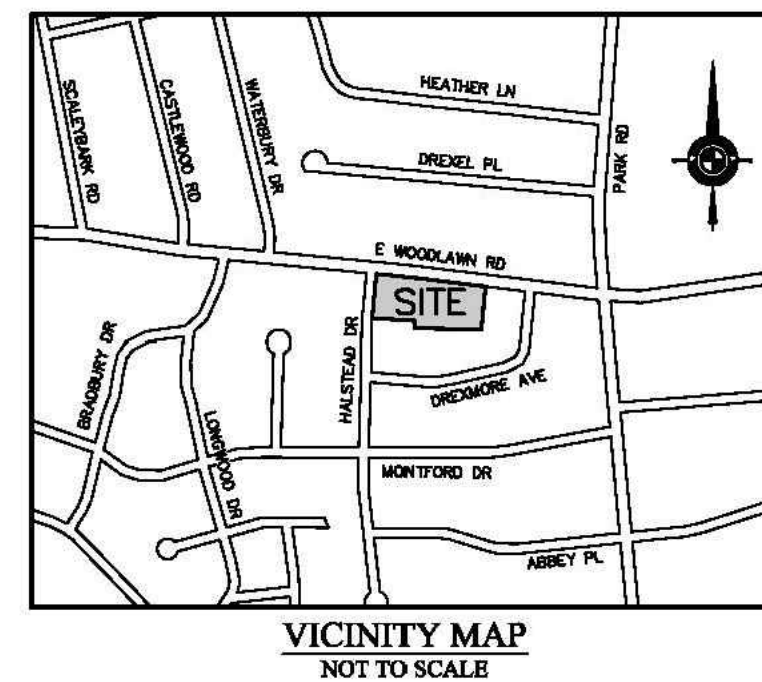 HEATHER LN
SCALEYBARK RD
CASTLEWOOD RD
WATERBURY DR
DREXEL PL
PARK RD
E WOODLAWN RD
SITE
BRADBURY DR
HALSTEAD DR
DREXMORE AVE
LONGWOOD DR
MONTFORD DR
ABBEY PL
VICINITY MAP
NOT TO SCALE